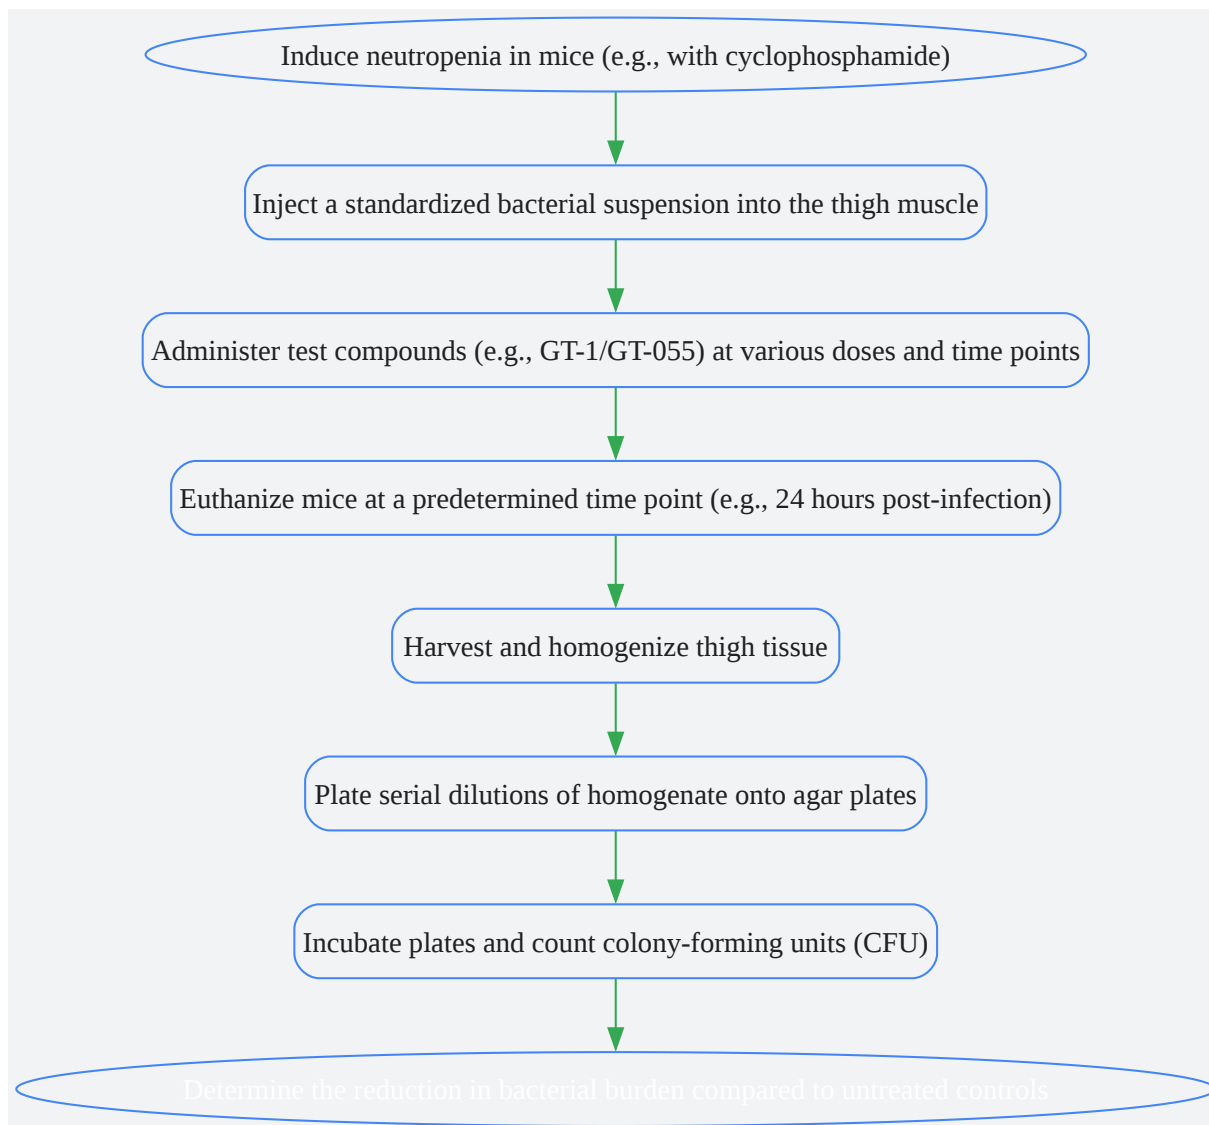 Induce neutropenia in mice (e.g., with cyclophosphamide)
Inject a standardized bacterial suspension into the thigh muscle
Administer test compounds (e.g., GT-1/GT-055) at various doses and time points
Euthanize mice at a predetermined time point (e.g., 24 hours post-infection)
Harvest and homogenize thigh tissue
Plate serial dilutions of homogenate onto agar plates
Incubate plates and count colony-forming units (CFU)
Determine the reduction in bacterial burden compared to untreated controls